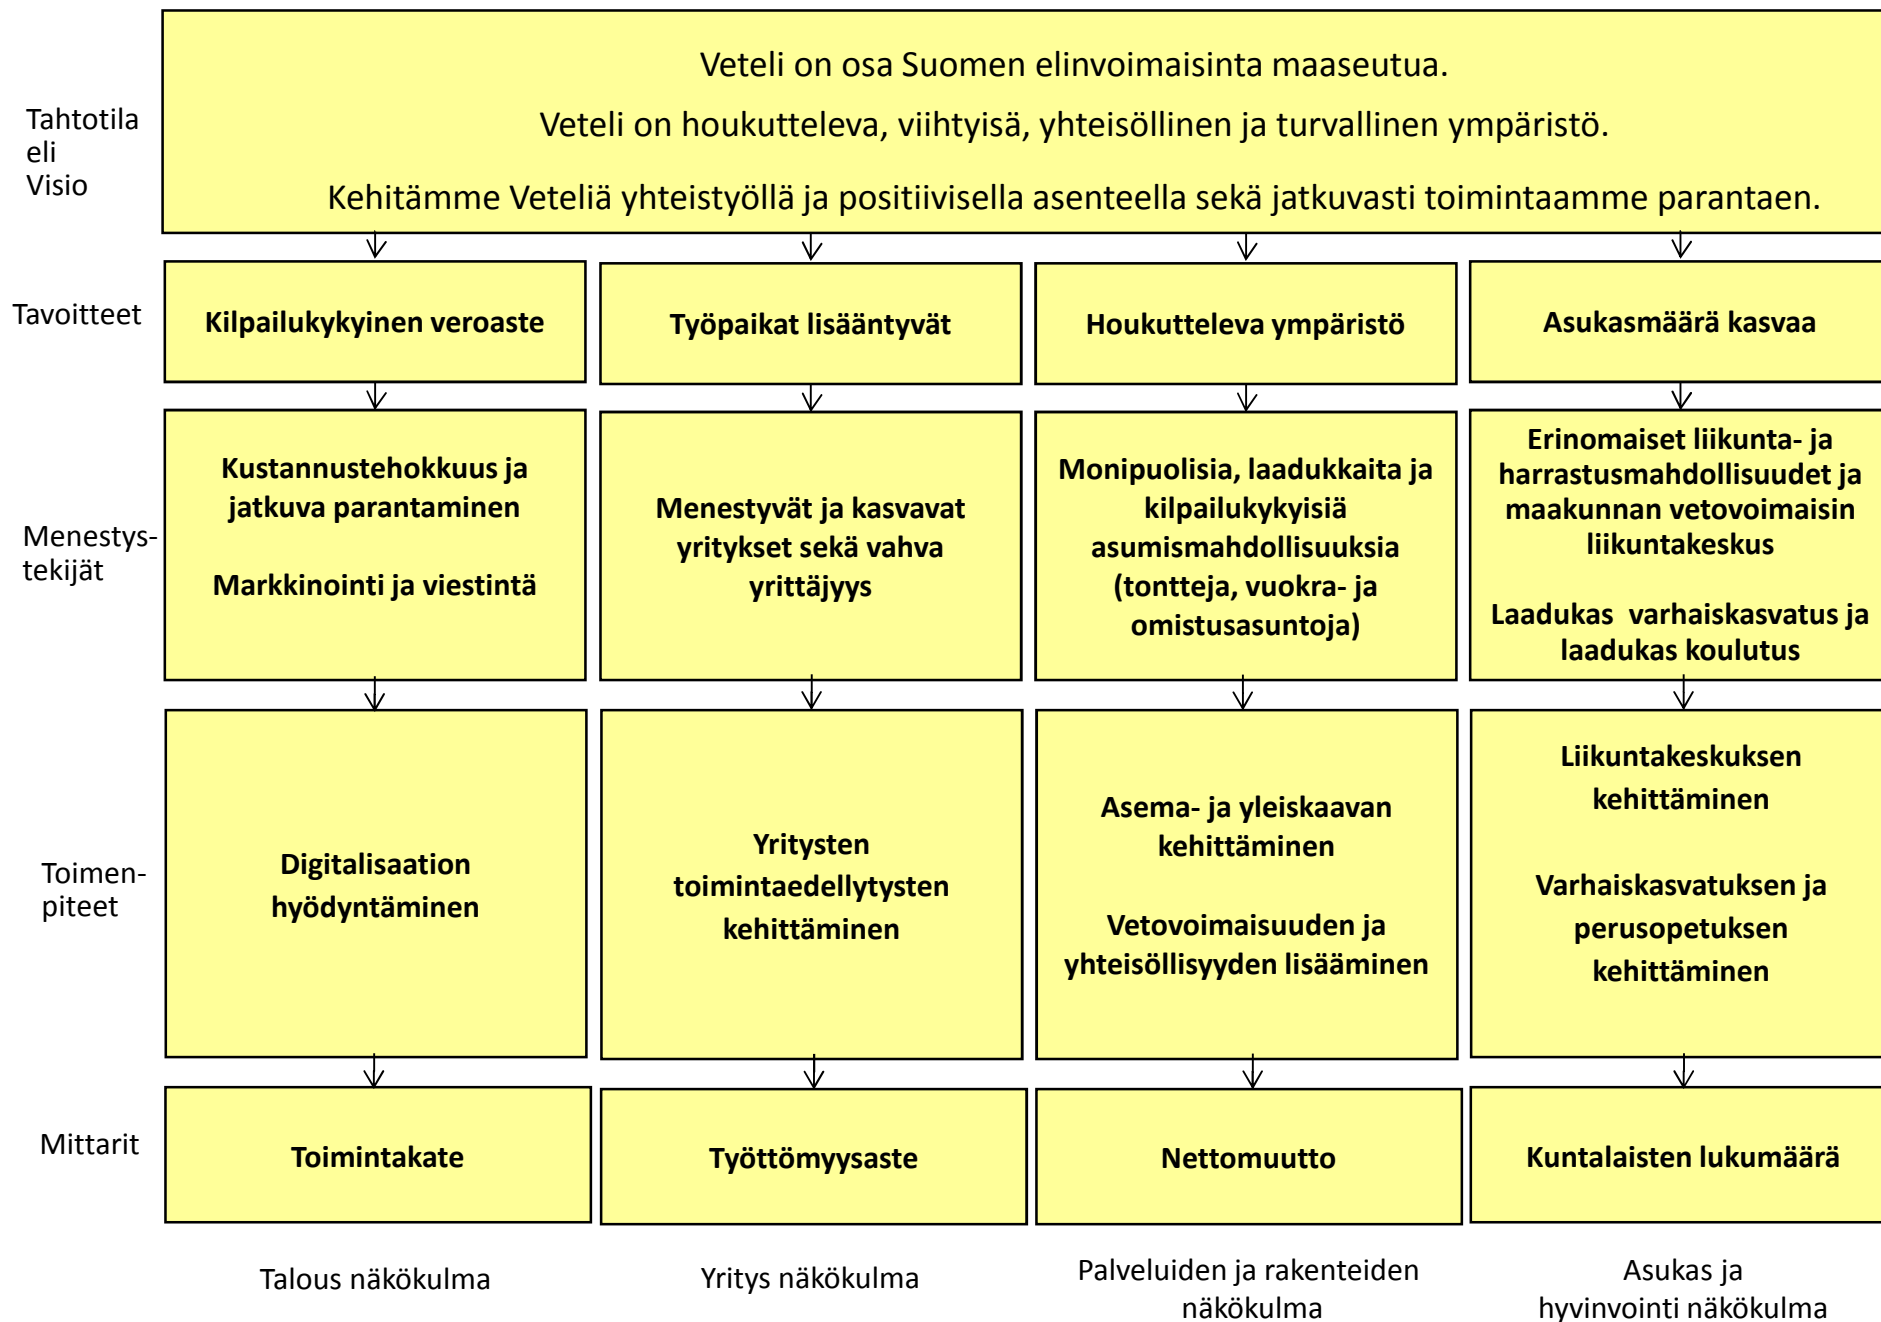 Tahtotila
eli
Visio
Veteli on osa Suomen elinvoimaisinta maaseutua.
Veteli on houkutteleva, viihtyisä, yhteisöllinen ja turvallinen ympäristö.
Kehitämme Veteliä yhteistyöllä ja positiivisella asenteella sekä jatkuvasti toimintaamme parantaen.
Tavoitteet
Kilpailukykyinen veroaste
Työpaikat lisääntyvät
Houkutteleva ympäristö
Asukasmäärä kasvaa
Menestys-
tekijät
Kustannustehokkuus ja
jatkuva parantaminen
Markkinointi ja viestintä
Menestyvät ja kasvavat
yritykset sekä vahva
yrittäjyys
Monipuolisia, laadukkaita ja
kilpailukykyisiä
asumismahdollisuuksia
(tontteja, vuokra- ja
omistusasuntoja)
Erinomaiset liikunta- ja
harrastusmahdollisuudet ja
maakunnan vetovoimaisin
liikuntakeskus
Laadukas  varhaiskasvatus ja
laadukas koulutus
Toimen-
piteet
Digitalisaation
hyödyntäminen
Yritysten
toimintaedellytysten
kehittäminen
Asema- ja yleiskaavan
kehittäminen
Vetovoimaisuuden ja
yhteisöllisyyden lisääminen
Liikuntakeskuksen
kehittäminen
Varhaiskasvatuksen ja
perusopetuksen
kehittäminen
Mittarit
Toimintakate
Työttömyysaste
Nettomuutto
Kuntalaisten lukumäärä
Talous näkökulma
Yritys näkökulma
Palveluiden ja rakenteiden
näkökulma
Asukas ja
hyvinvointi näkökulma